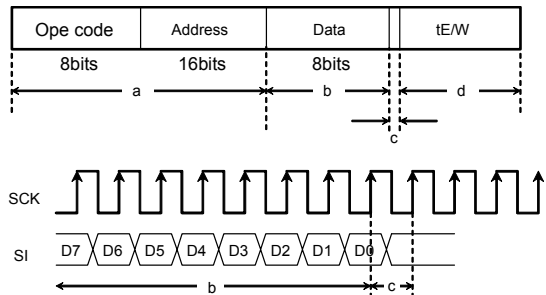 Ope code Address Data tE/W
8bits 16bits 8bits
a b d
c
SCK
SI D7 D6 D5 D4 D3 D2 D1 D0
b c